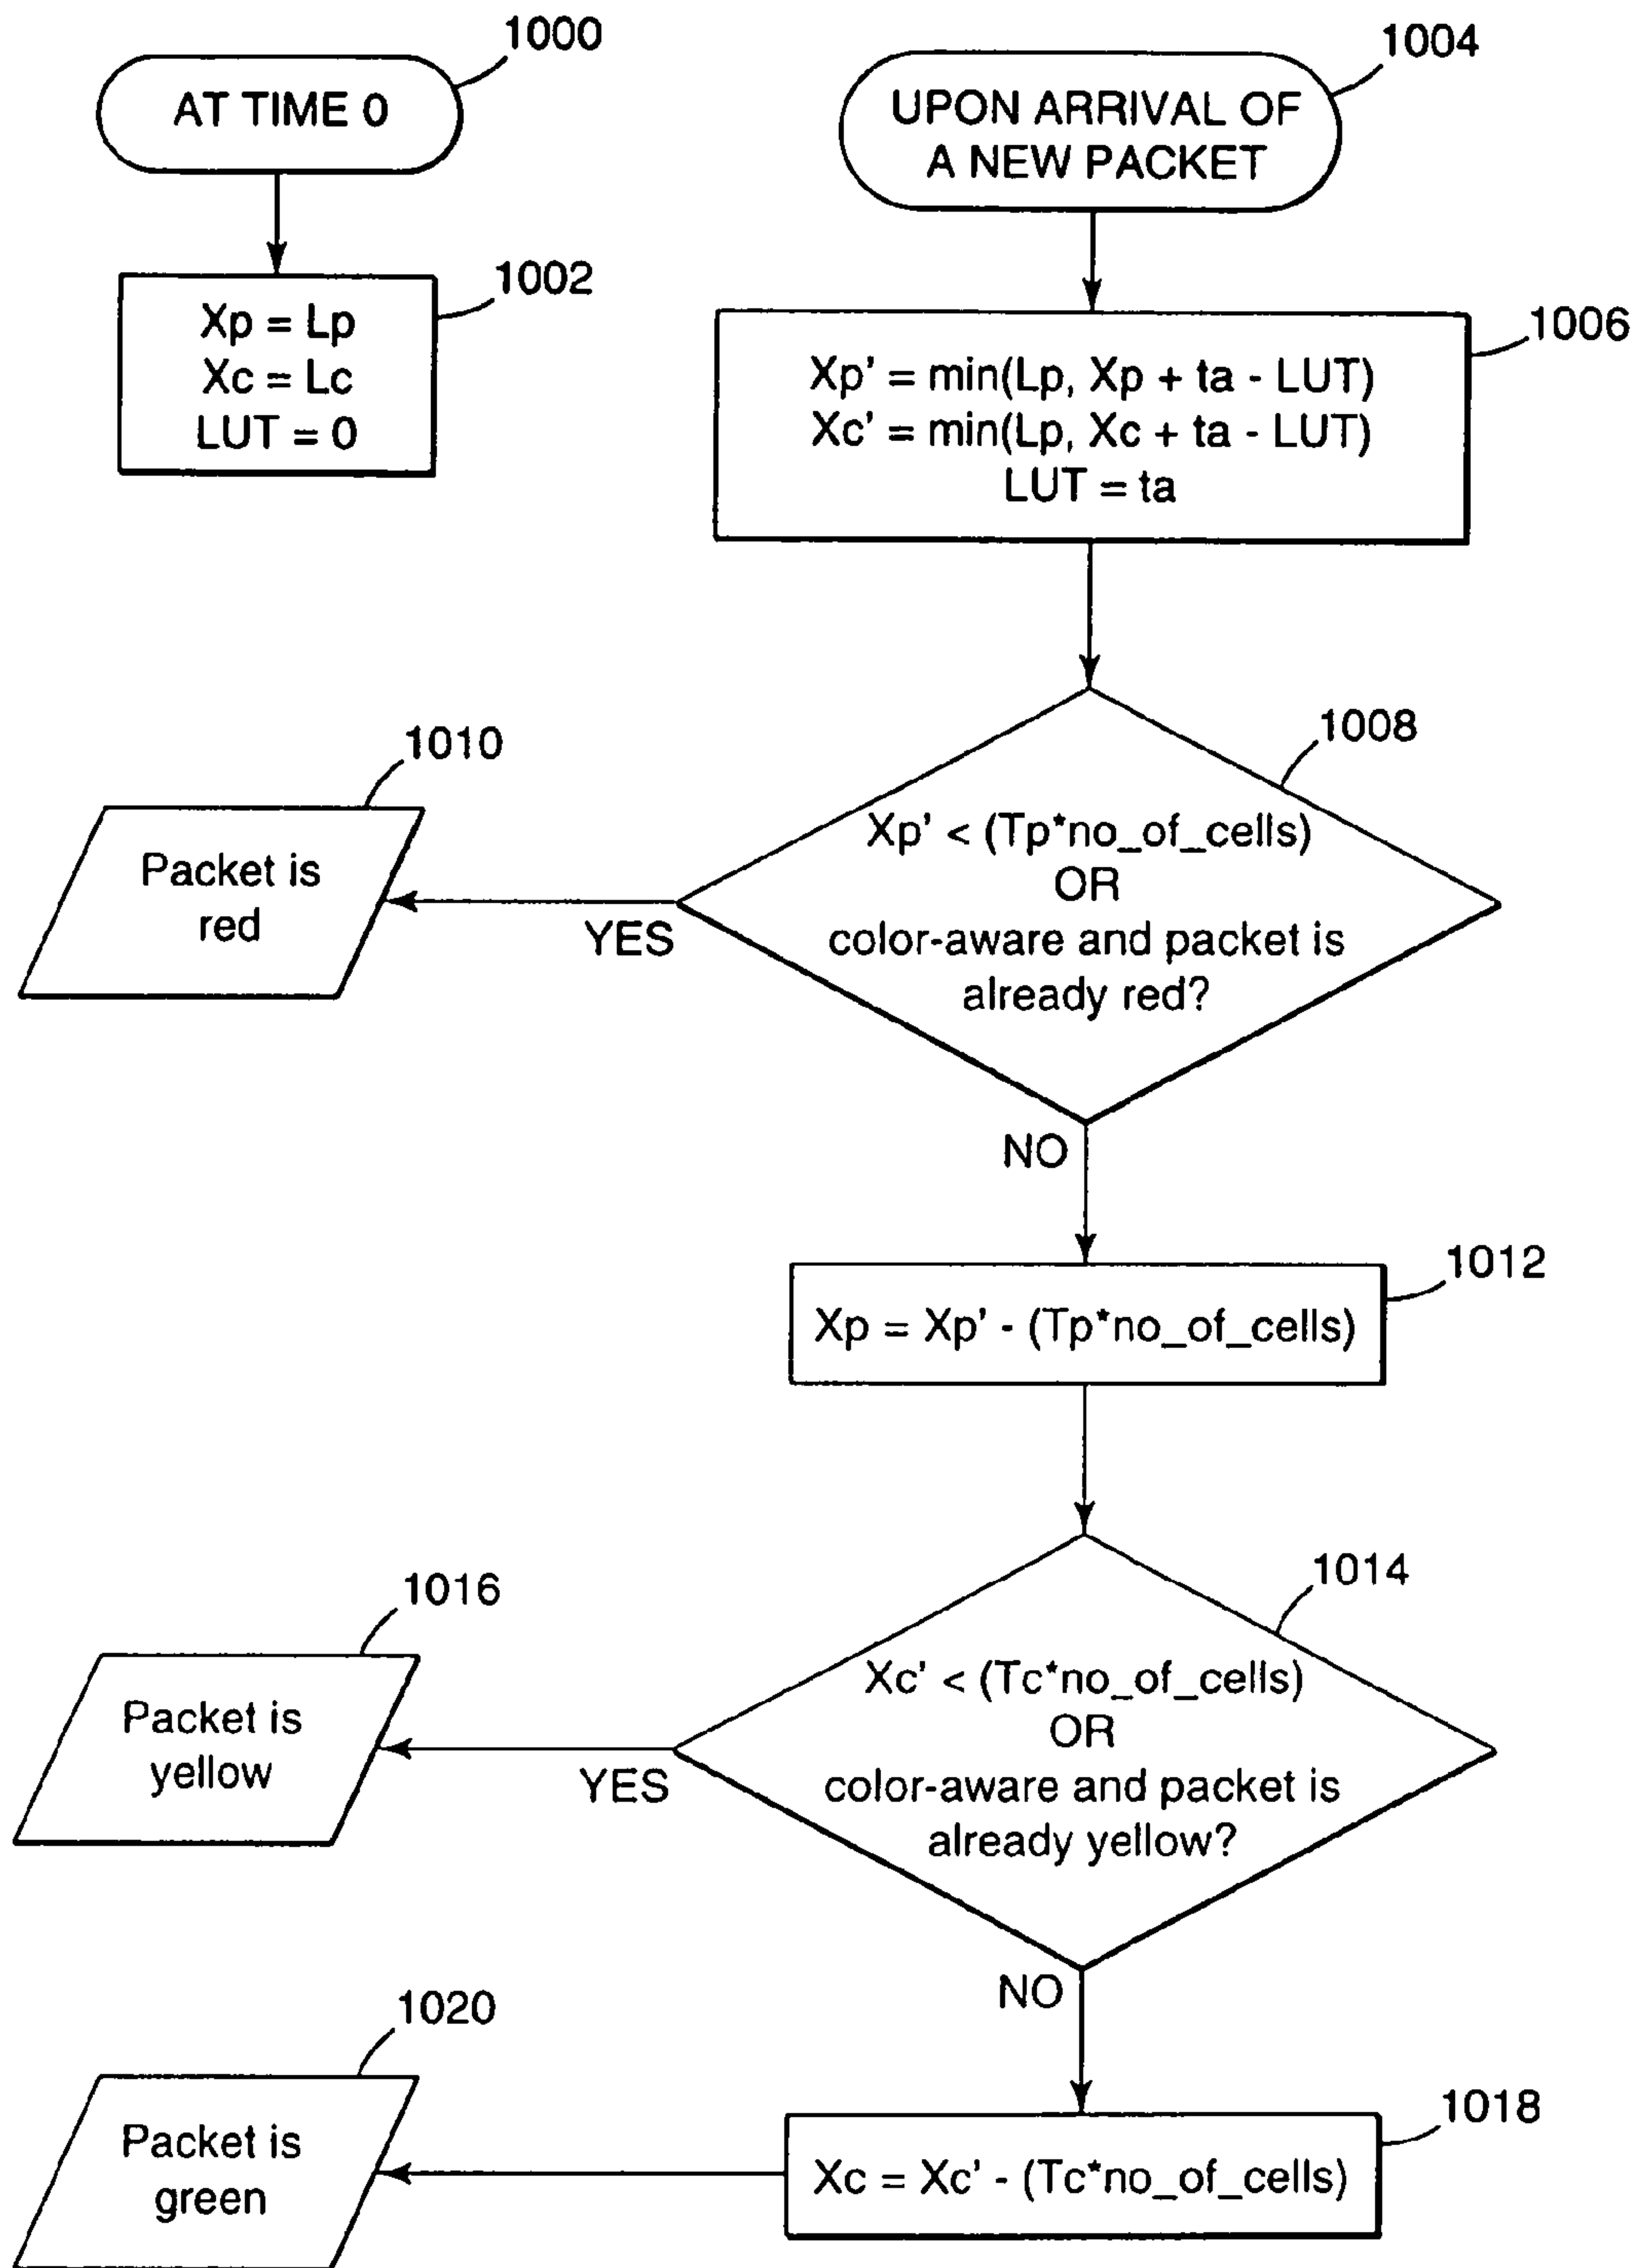 1000
AT TIME 0
1002
Xp = Lp
Xc = Lc
LUT = 0
1004
UPON ARRIVAL OF
A NEW PACKET
1006
Xp' = min(Lp, Xp + ta - LUT)
Xc' = min(Lp, Xc + ta - LUT)
LUT = ta
1008
Xp' < (Tp*no_of_cells)
OR
color-aware and packet is
already red?
YES
1010
Packet is
red
NO
1012
Xp = Xp' - (Tp*no_of_cells)
1014
Xc' < (Tc*no_of_cells)
OR
color-aware and packet is
already yellow?
YES
1016
Packet is
yellow
NO
1018
Xc = Xc' - (Tc*no_of_cells)
1020
Packet is
green